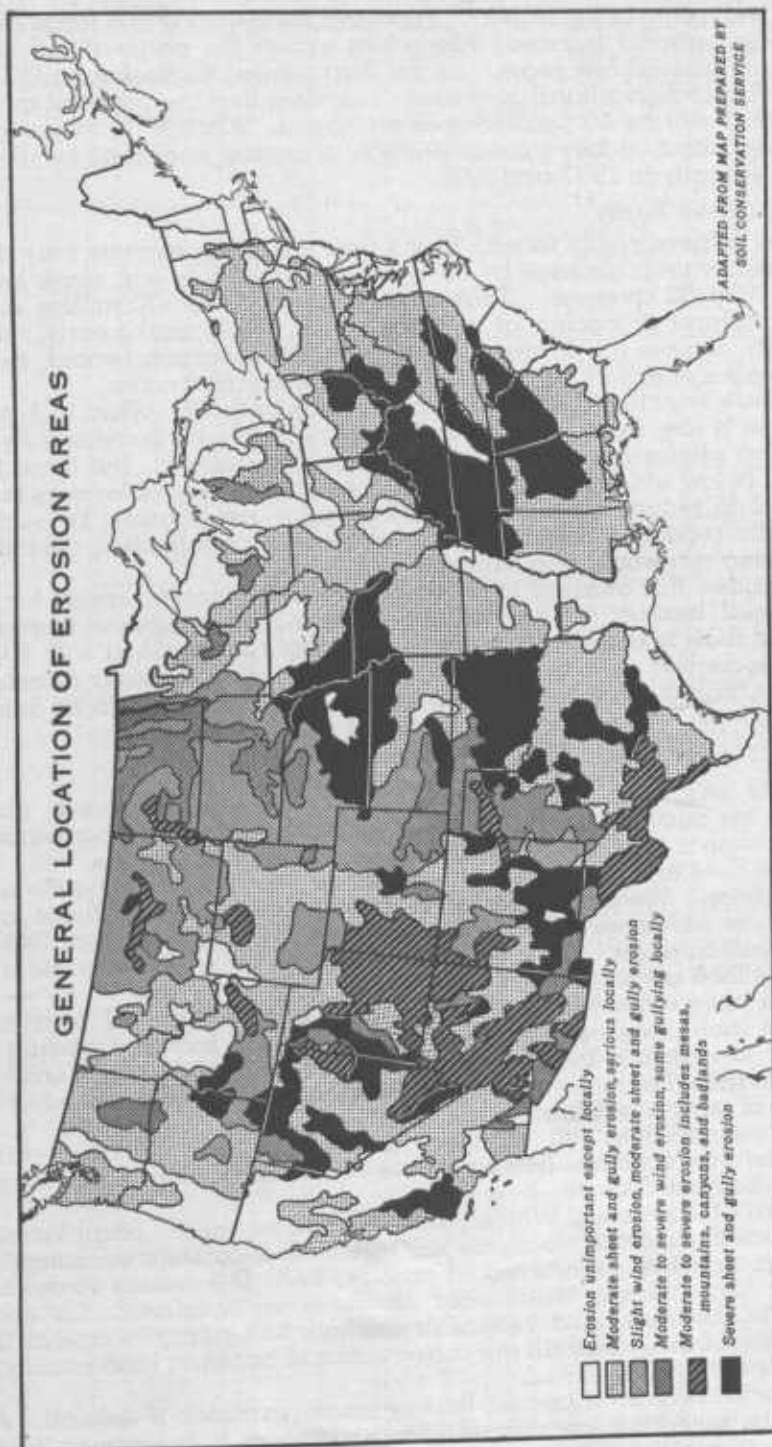 GENERAL LOCATION OF EROSION AREAS
Erosion unimportant except locally
Moderate sheet and gully erosion, serious locally
Slight wind erosion, moderate sheet and gully erosion
Moderate to severe wind erosion, some gullying locally
Moderate to severe erosion includes mesas,
mountains, canyons, and badlands
Severe sheet and gully erosion
ADAPTED FROM MAP PREPARED BY
SOIL CONSERVATION SERVICE